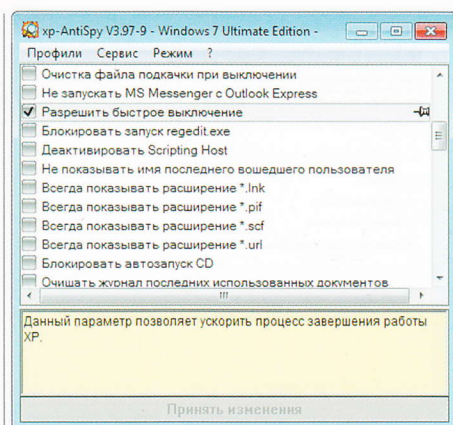 xp-AntiSpy V3.97-9 - Windows 7 Ultimate Edition -
Профили Сервис Режим ?
Очистка файла подкачки при выключении
Не запускать MS Messenger с Outlook Express
Разрешить быстрое выключение
Блокировать запуск regedit.exe
Деактивировать Scripting Host
Не показывать имя последнего вошедшего пользователя
Всегда показывать расширение *.lnk
Всегда показывать расширение *.pif
Всегда показывать расширение *.scf
Всегда показывать расширение *.url
Блокировать автозапуск CD
Очищать журнал последних использованных документов
Данный параметр позволяет ускорить процесс завершения работы
XP.
Принять изменения